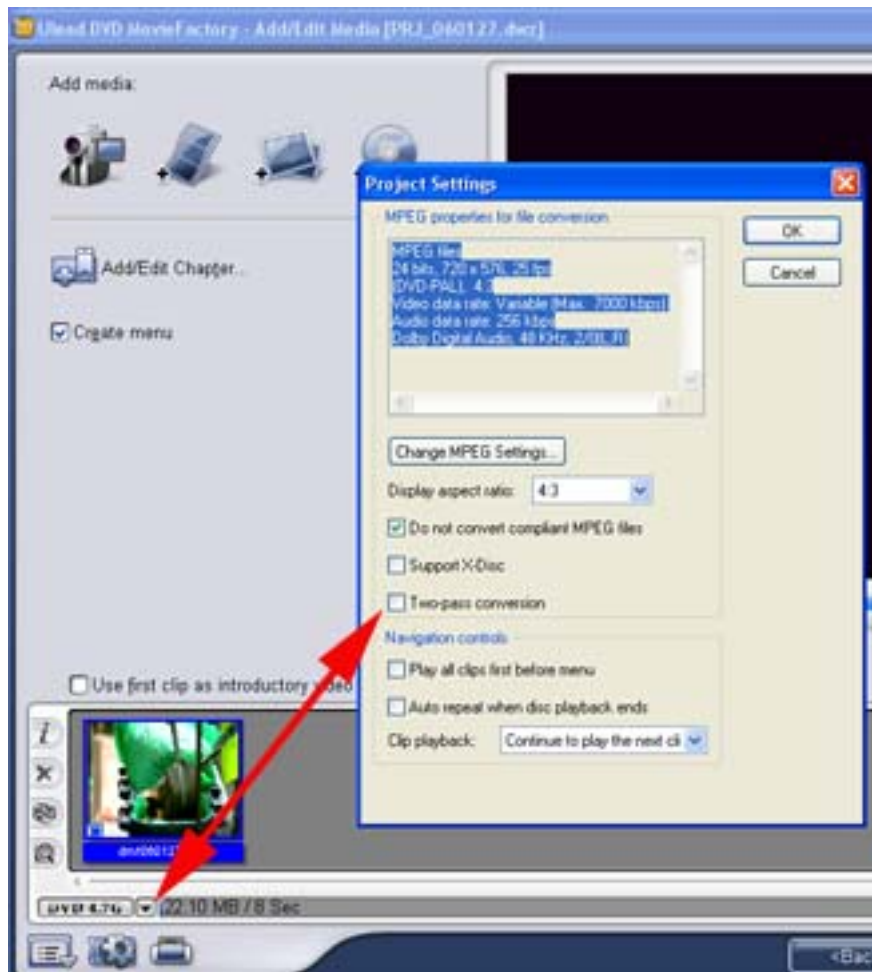 Ulead DVD MovieFactory - Add/Edit Media [PRJ_060127.dwz]
Add media:
Add/Edit Chapter...
Create menu
Use first clip as introductory video
22.10 MB / 8 Sec
<Bac
Project Settings
MPEG properties for file conversion
MPEG files
24 bits, 720 x 576, 25 fps
(DVD-PAL), 4:3
Video data rate: Variable (Max. 7000 kbps)
Audio data rate: 256 kbps
Dolby Digital Audio, 48 KHz, 2/0(L,R)
OK
Cancel
Change MPEG Settings...
Display aspect ratio: 4:3
Do not convert compliant MPEG files
Support X-Disc
Two-pass conversion
Navigation controls
Play all clips first before menu
Auto repeat when disc playback ends
Clip playback: Continue to play the next cli
DVD 4.7G